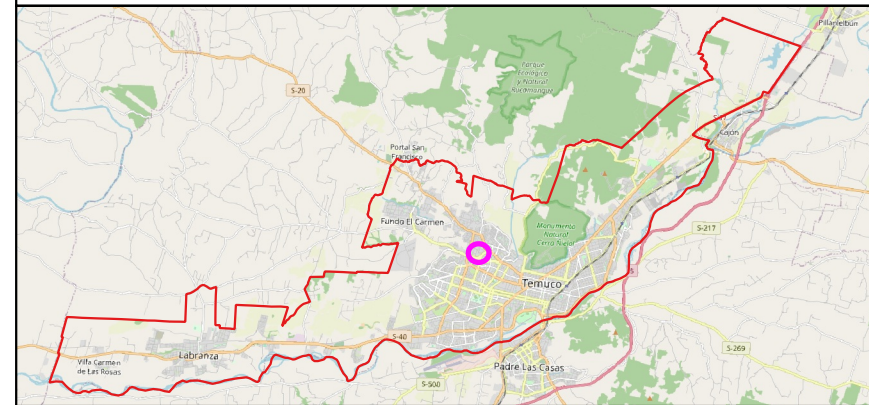 Pillanlelbún
Parque
Ecológico
y Natural
Rucamanque
S-20
Cajón
Portal San
Francisco
Fundo El Carmen
Monumento
Natural
Cerro Ñielol
S-217
Temuco
S-40
Labranza
S-269
Villa Carmen
de Las Rosas
Padre Las Casas
S-500